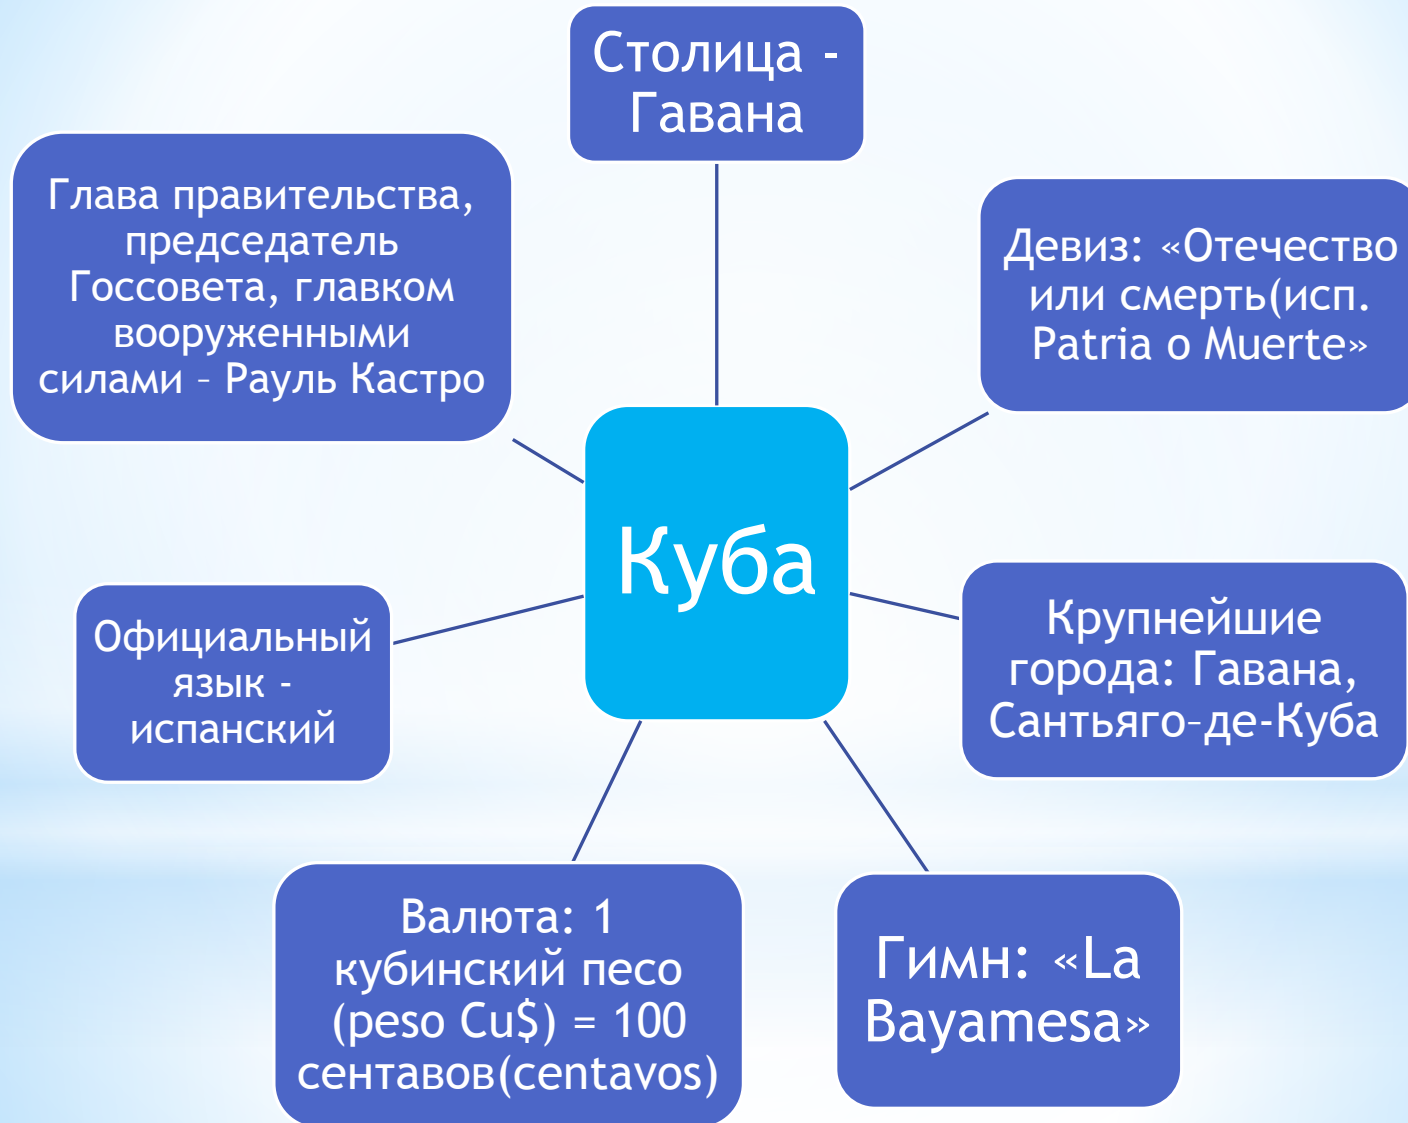 Столица -
Гавана
Глава правительства,
председатель
Госсовета, главком
вооруженными
силами – Рауль Кастро
Девиз: «Отечество
или смерть(исп.
Patria o Muerte»
Куба
Официальный
язык -
испанский
Крупнейшие
города: Гавана,
Сантьяго–де-Куба
Валюта: 1
кубинский песо
(peso Cu$) = 100
сентавов(centavos)
Гимн: «La
Bayamesa»